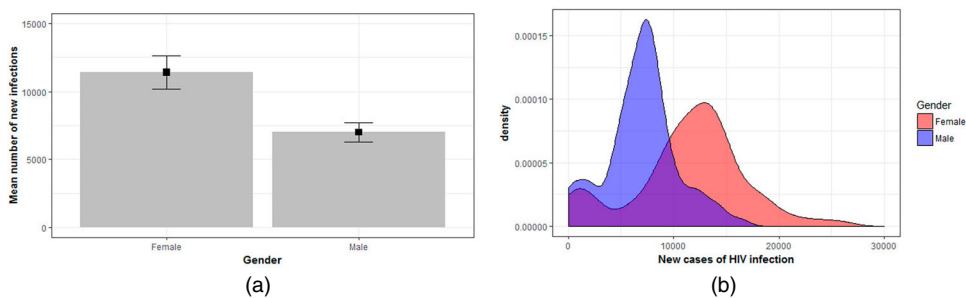 15000
10000
5000
0
Mean number of new infections
Female
Male
Gender
(a)
0.00015
0.00010
0.00005
0.00000
density
0
10000
20000
30000
New cases of HIV infection
Gender
Female
Male
(b)